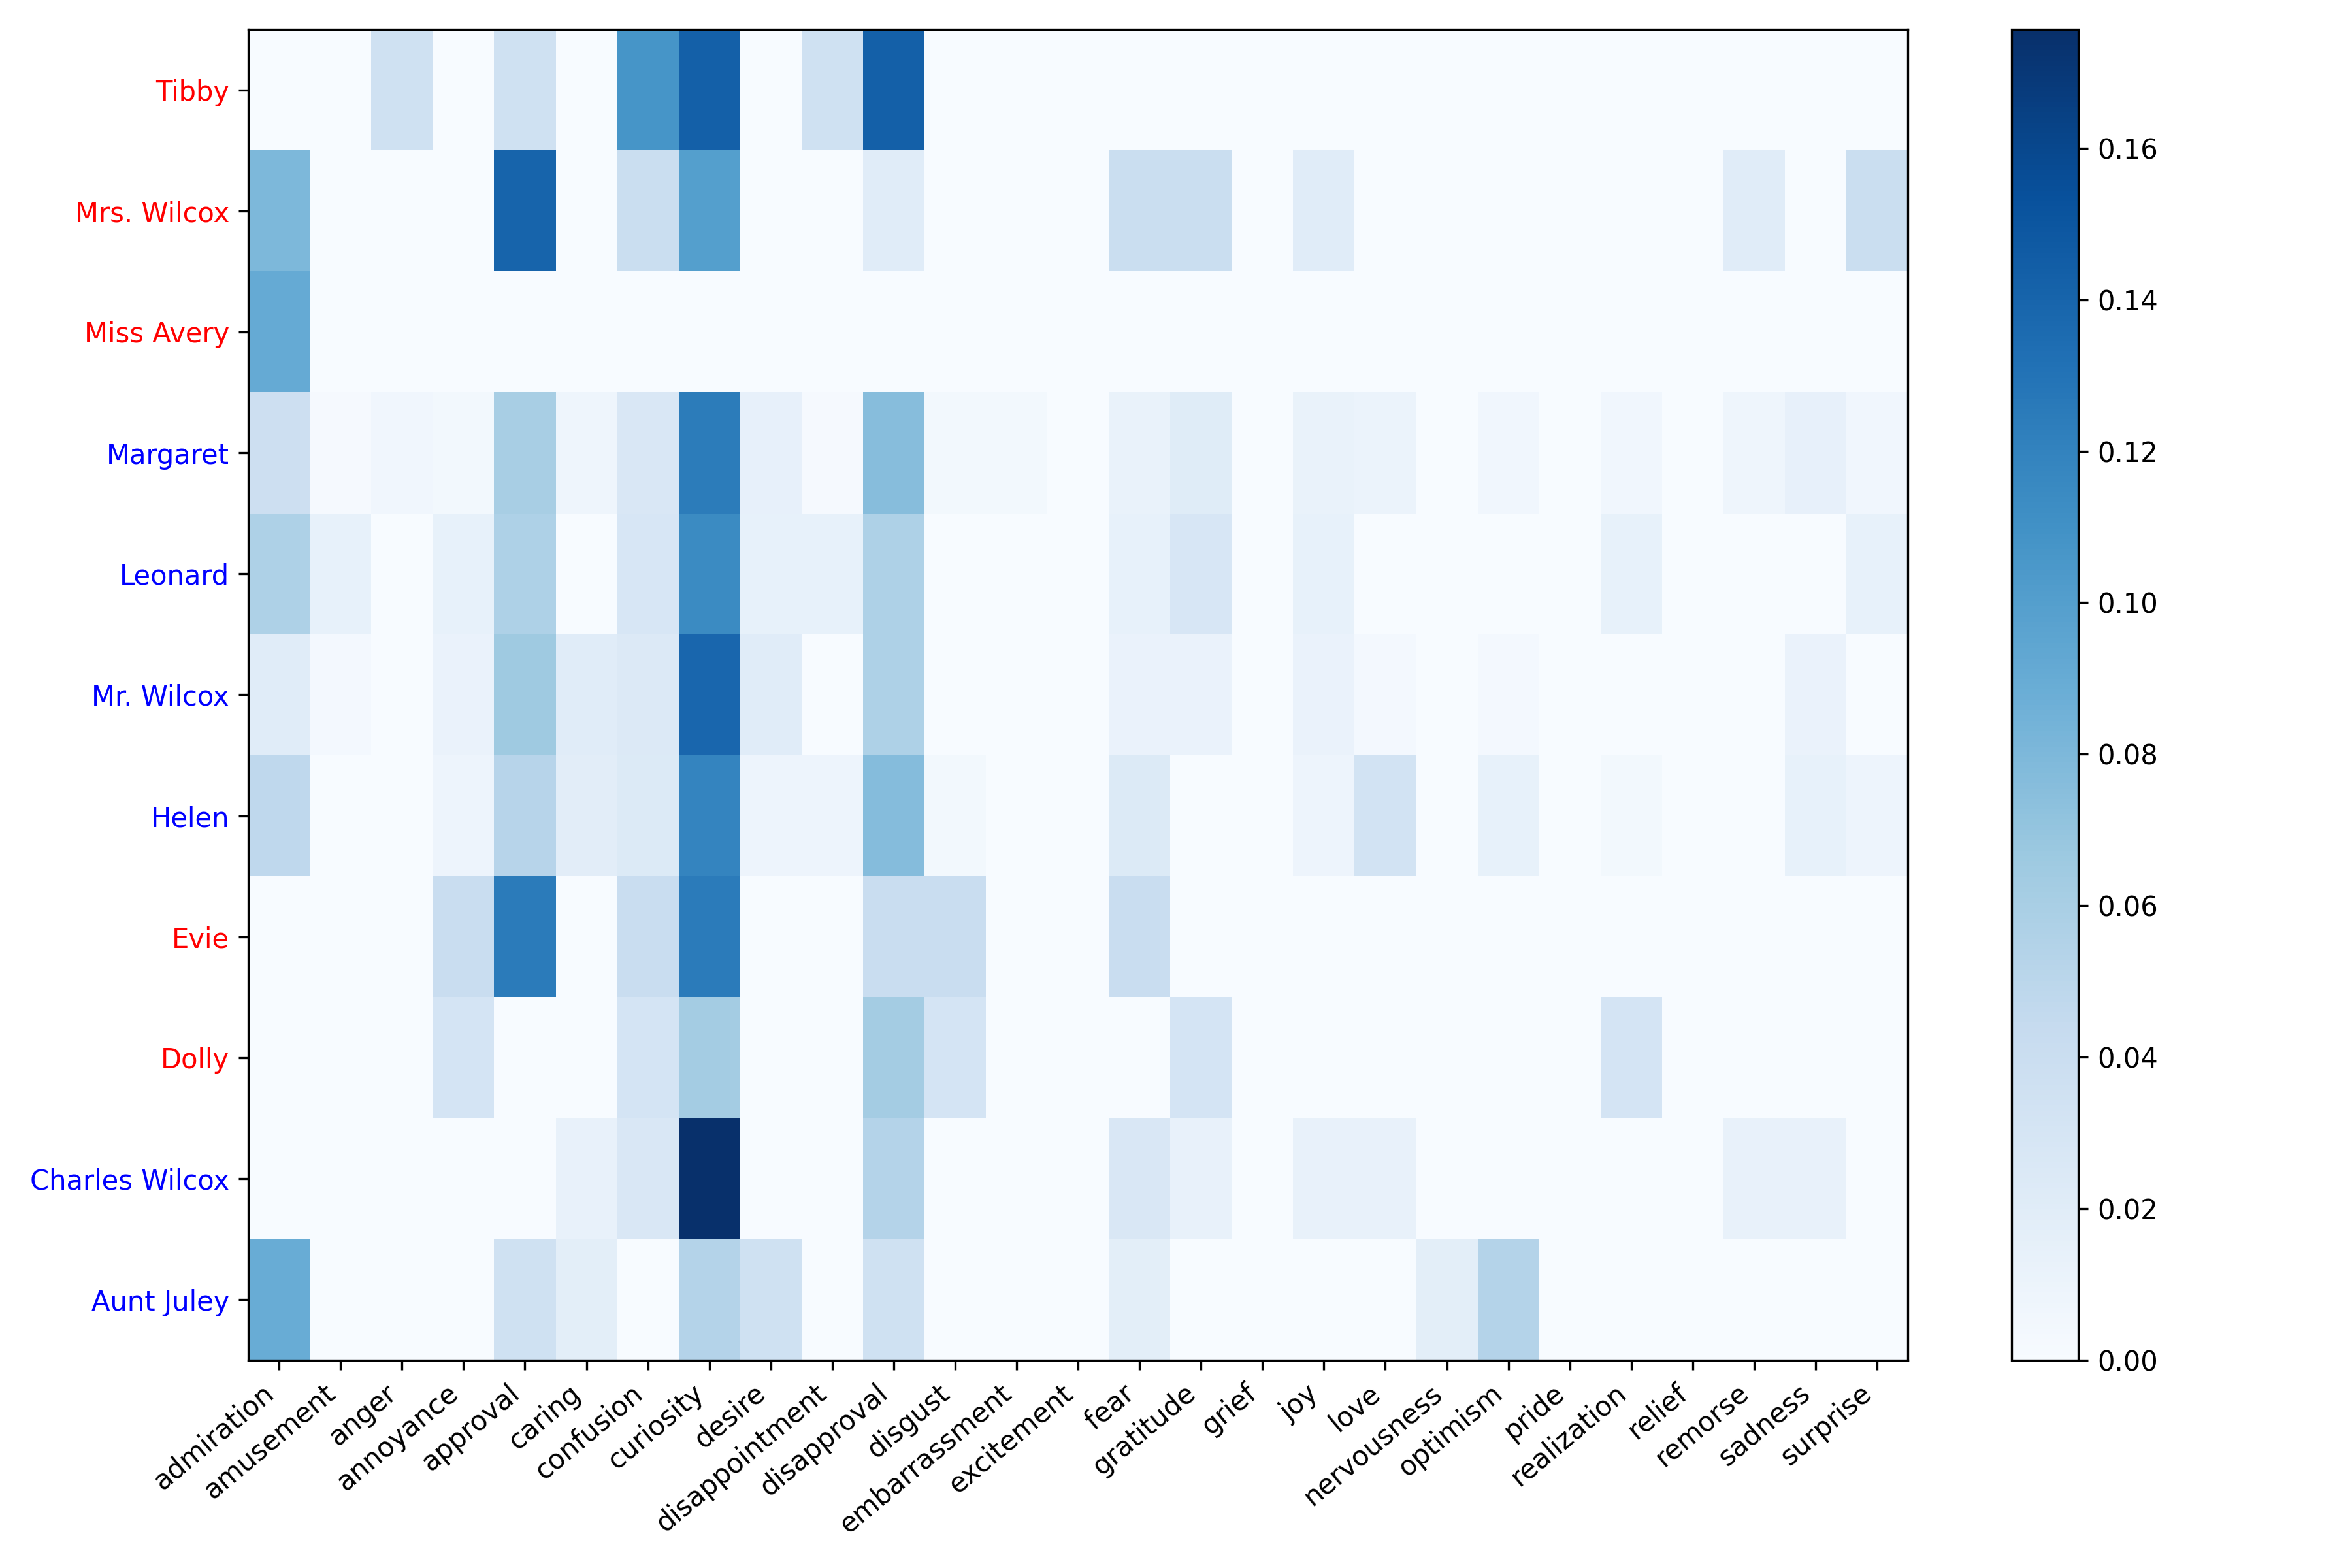 Tibby
Mrs. Wilcox
Miss Avery
Margaret
Leonard
Mr. Wilcox
Helen
Evie
Dolly
Charles Wilcox
Aunt Juley
admiration
amusement
anger
annoyance
approval
caring
confusion
curiosity
desire
disappointment
disapproval
disgust
embarrassment
excitement
fear
gratitude
grief
joy
love
nervousness
optimism
pride
realization
relief
remorse
sadness
surprise
0.16
0.14
0.12
0.10
0.08
0.06
0.04
0.02
0.00